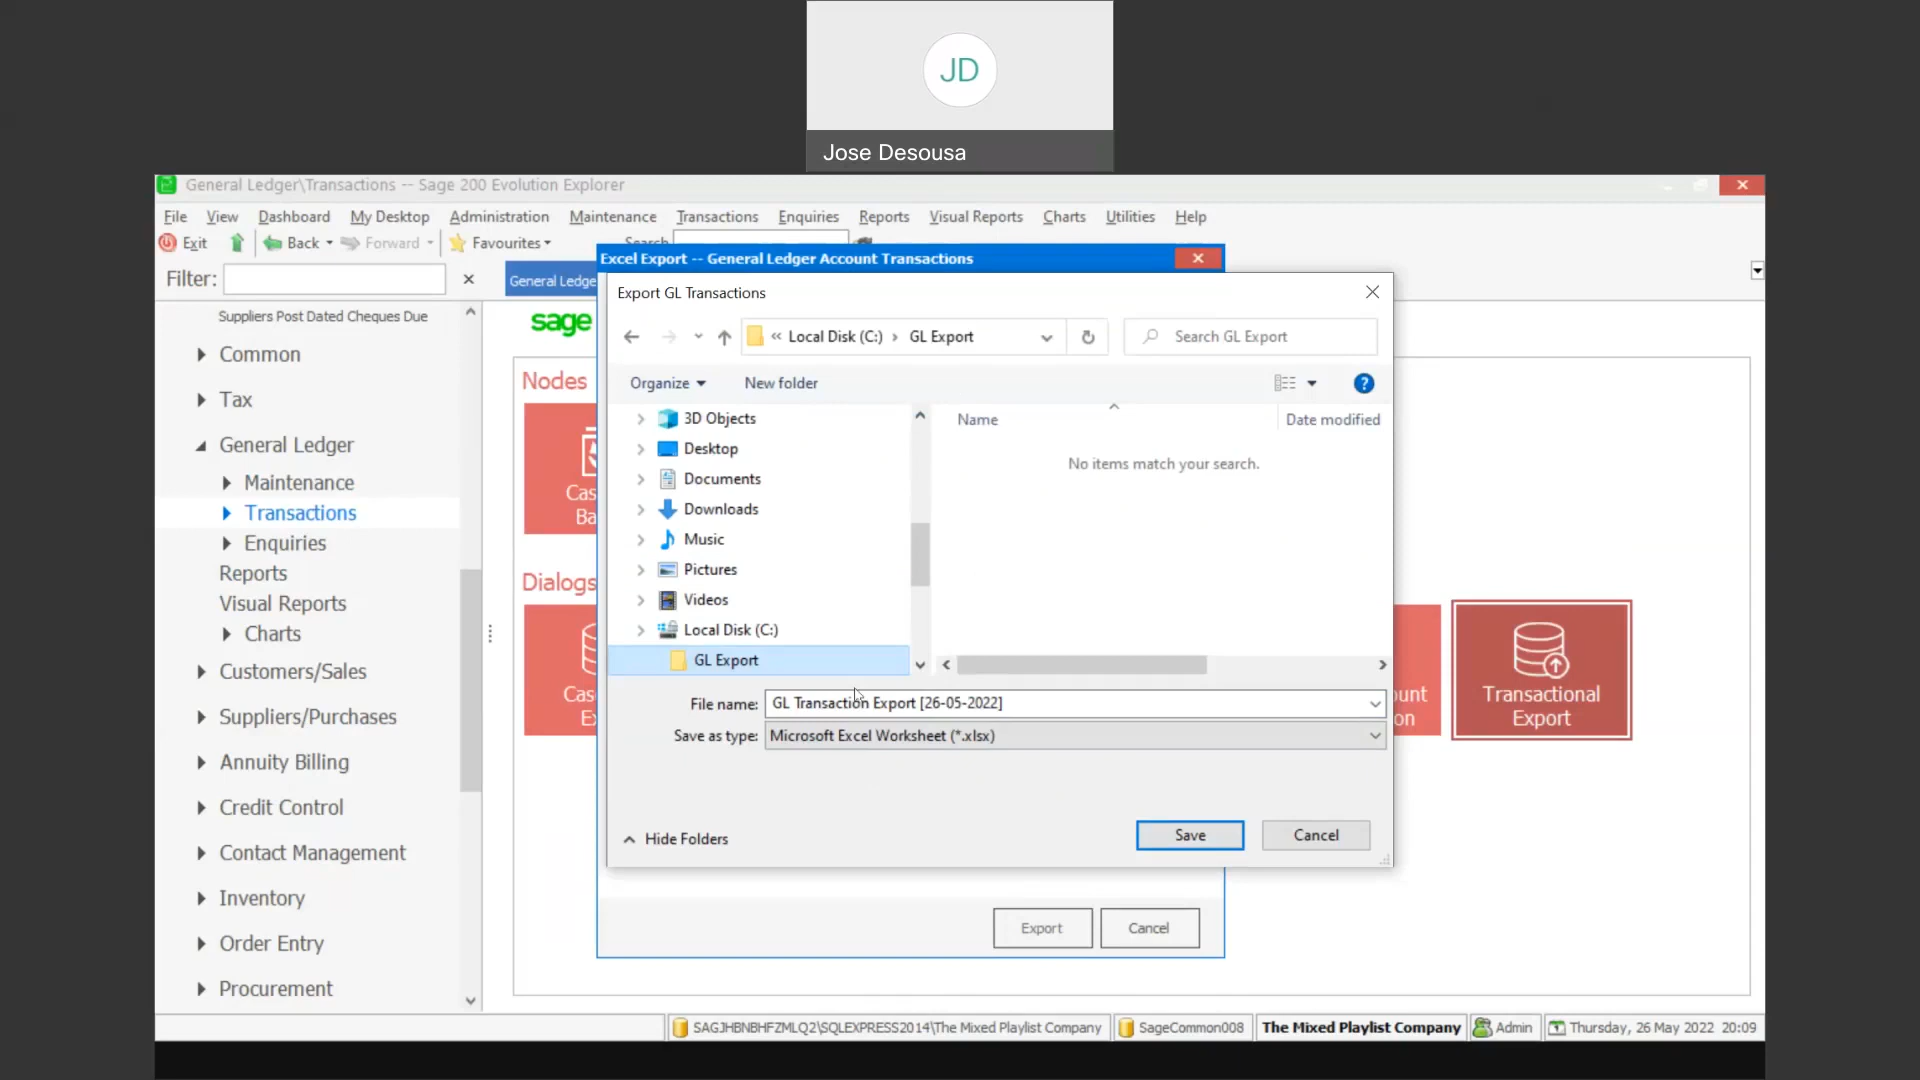 JD
Jose Desousa
General Ledger\Transactions -- Sage 200 Evolution Explorer
File View Dashboard My Desktop Administration Maintenance Transactions Enquiries Reports Visual Reports Charts Utilities Help
Exit Back Forward Favourites Search
Filter:
General Ledge
Suppliers Post Dated Cheques Due
Common
Tax
General Ledger
Maintenance
Transactions
Enquiries
Reports
Visual Reports
Charts
Customers/Sales
Suppliers/Purchases
Annuity Billing
Credit Control
Contact Management
Inventory
Order Entry
Procurement
sage
Nodes
Cas
Ba
Dialogs
Cas
E
Excel Export -- General Ledger Account Transactions
Export GL Transactions
« Local Disk (C:) › GL Export
Search GL Export
Organize New folder
3D Objects
Desktop
Documents
Downloads
Music
Pictures
Videos
Local Disk (C:)
GL Export
Name Date modified
No items match your search.
File name: GL Transaction Export [26-05-2022]
Save as type: Microsoft Excel Worksheet (*.xlsx)
Hide Folders
Save Cancel
Export Cancel
ount
on
Transactional
Export
SAGJHBNBHFZMLQ2\SQLEXPRESS2014\The Mixed Playlist Company SageCommon008 The Mixed Playlist Company Admin Thursday, 26 May 2022 20:09